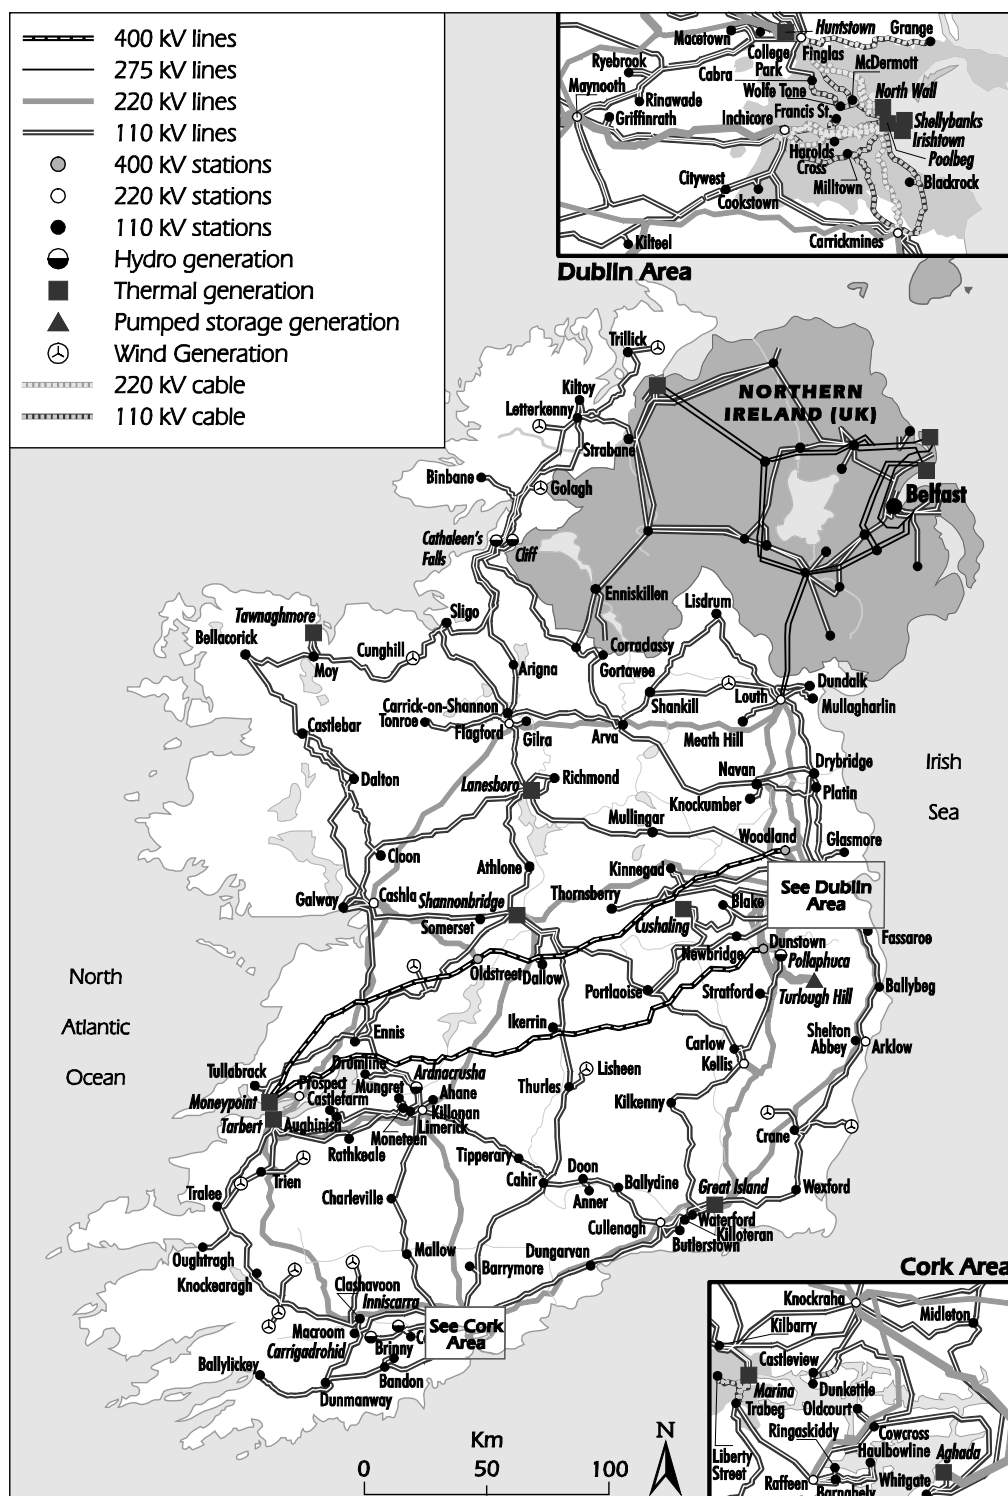 400 kV lines
275 kV lines
220 kV lines
110 kV lines
400 kV stations
220 kV stations
110 kV stations
Hydro generation
Thermal generation
Pumped storage generation
Wind Generation
220 kV cable
110 kV cable
Macetown
Huntstown
Grange
College
Park
Finglas
Ryebrook
Cabra
McDermott
Maynooth
Wolfe Tone
North Wall
Rinawade
Francis St.
Griffinrath
Inchicore
Shellybanks
Irishtown
Harolds
Cross
Poolbeg
Citywest
Milltown
Blackrock
Cookstown
Kilteel
Carrickmines
Dublin Area
Trillick
Kiltoy
NORTHERN
IRELAND (UK)
Letterkenny
Strabane
Binbane
Golagh
Belfast
Cathaleen's
Falls
Cliff
Enniskillen
Lisdrum
Tawnaghmore
Sligo
Bellacorick
Cunghill
Corraclassy
Moy
Arigna
Gortawee
Dundalk
Carrick-on-Shannon
Shankill
Louth
Mullagharlin
Tonroe
Castlebar
Flagford
Gilra
Arva
Meath Hill
Irish
Sea
Dalton
Lanesboro
Richmond
Navan
Drybridge
Knockumber
Platin
Mullingar
Woodland
Glasmore
Cloon
Athlone
Kinnegad
See Dublin
Area
Galway
Cashla
Shannonbridge
Thornsberry
Blake
Somerset
Cushaling
Fassaroe
North
Atlantic
Ocean
Newbridge
Dunstown
Pollaphuca
Oldstreet
Dallow
Portlaoise
Stratford
Turlough Hill
Ballybeg
Ikerrin
Ennis
Shelton
Abbey
Arklow
Carlow
Kellis
Drumline
Ardnacrusha
Lisheen
Tullabrack
Prospect
Mungret
Thurles
Moneypoint
Castlefarm
Ahane
Kilkenny
Tarbert
Aughinish
Killonan
Limerick
Moneteen
Crane
Rathkeale
Tipperary
Trien
Cahir
Doon
Ballydine
Great Island
Wexford
Tralee
Charleville
Anner
Waterford
Cullenagh
Killoteran
Butlerstown
Oughtragh
Mallow
Dungarvan
Knockearagh
Barrymore
Clashavoon
Inniscarra
Cork Area
Macroom
See Cork
Area
Carrigadrohid
C
Brinny
Ballylickey
Bandon
Dunmanway
Knockraha
Midleton
Kilbarry
Castleview
Marina
Dunkettle
Trabeg
Oldcourt
Ringaskiddy
Cowcross
Haulbowline
Aghada
Liberty
Street
Raffeen
Whitgate
Barnahely
N
Km
0 50 100